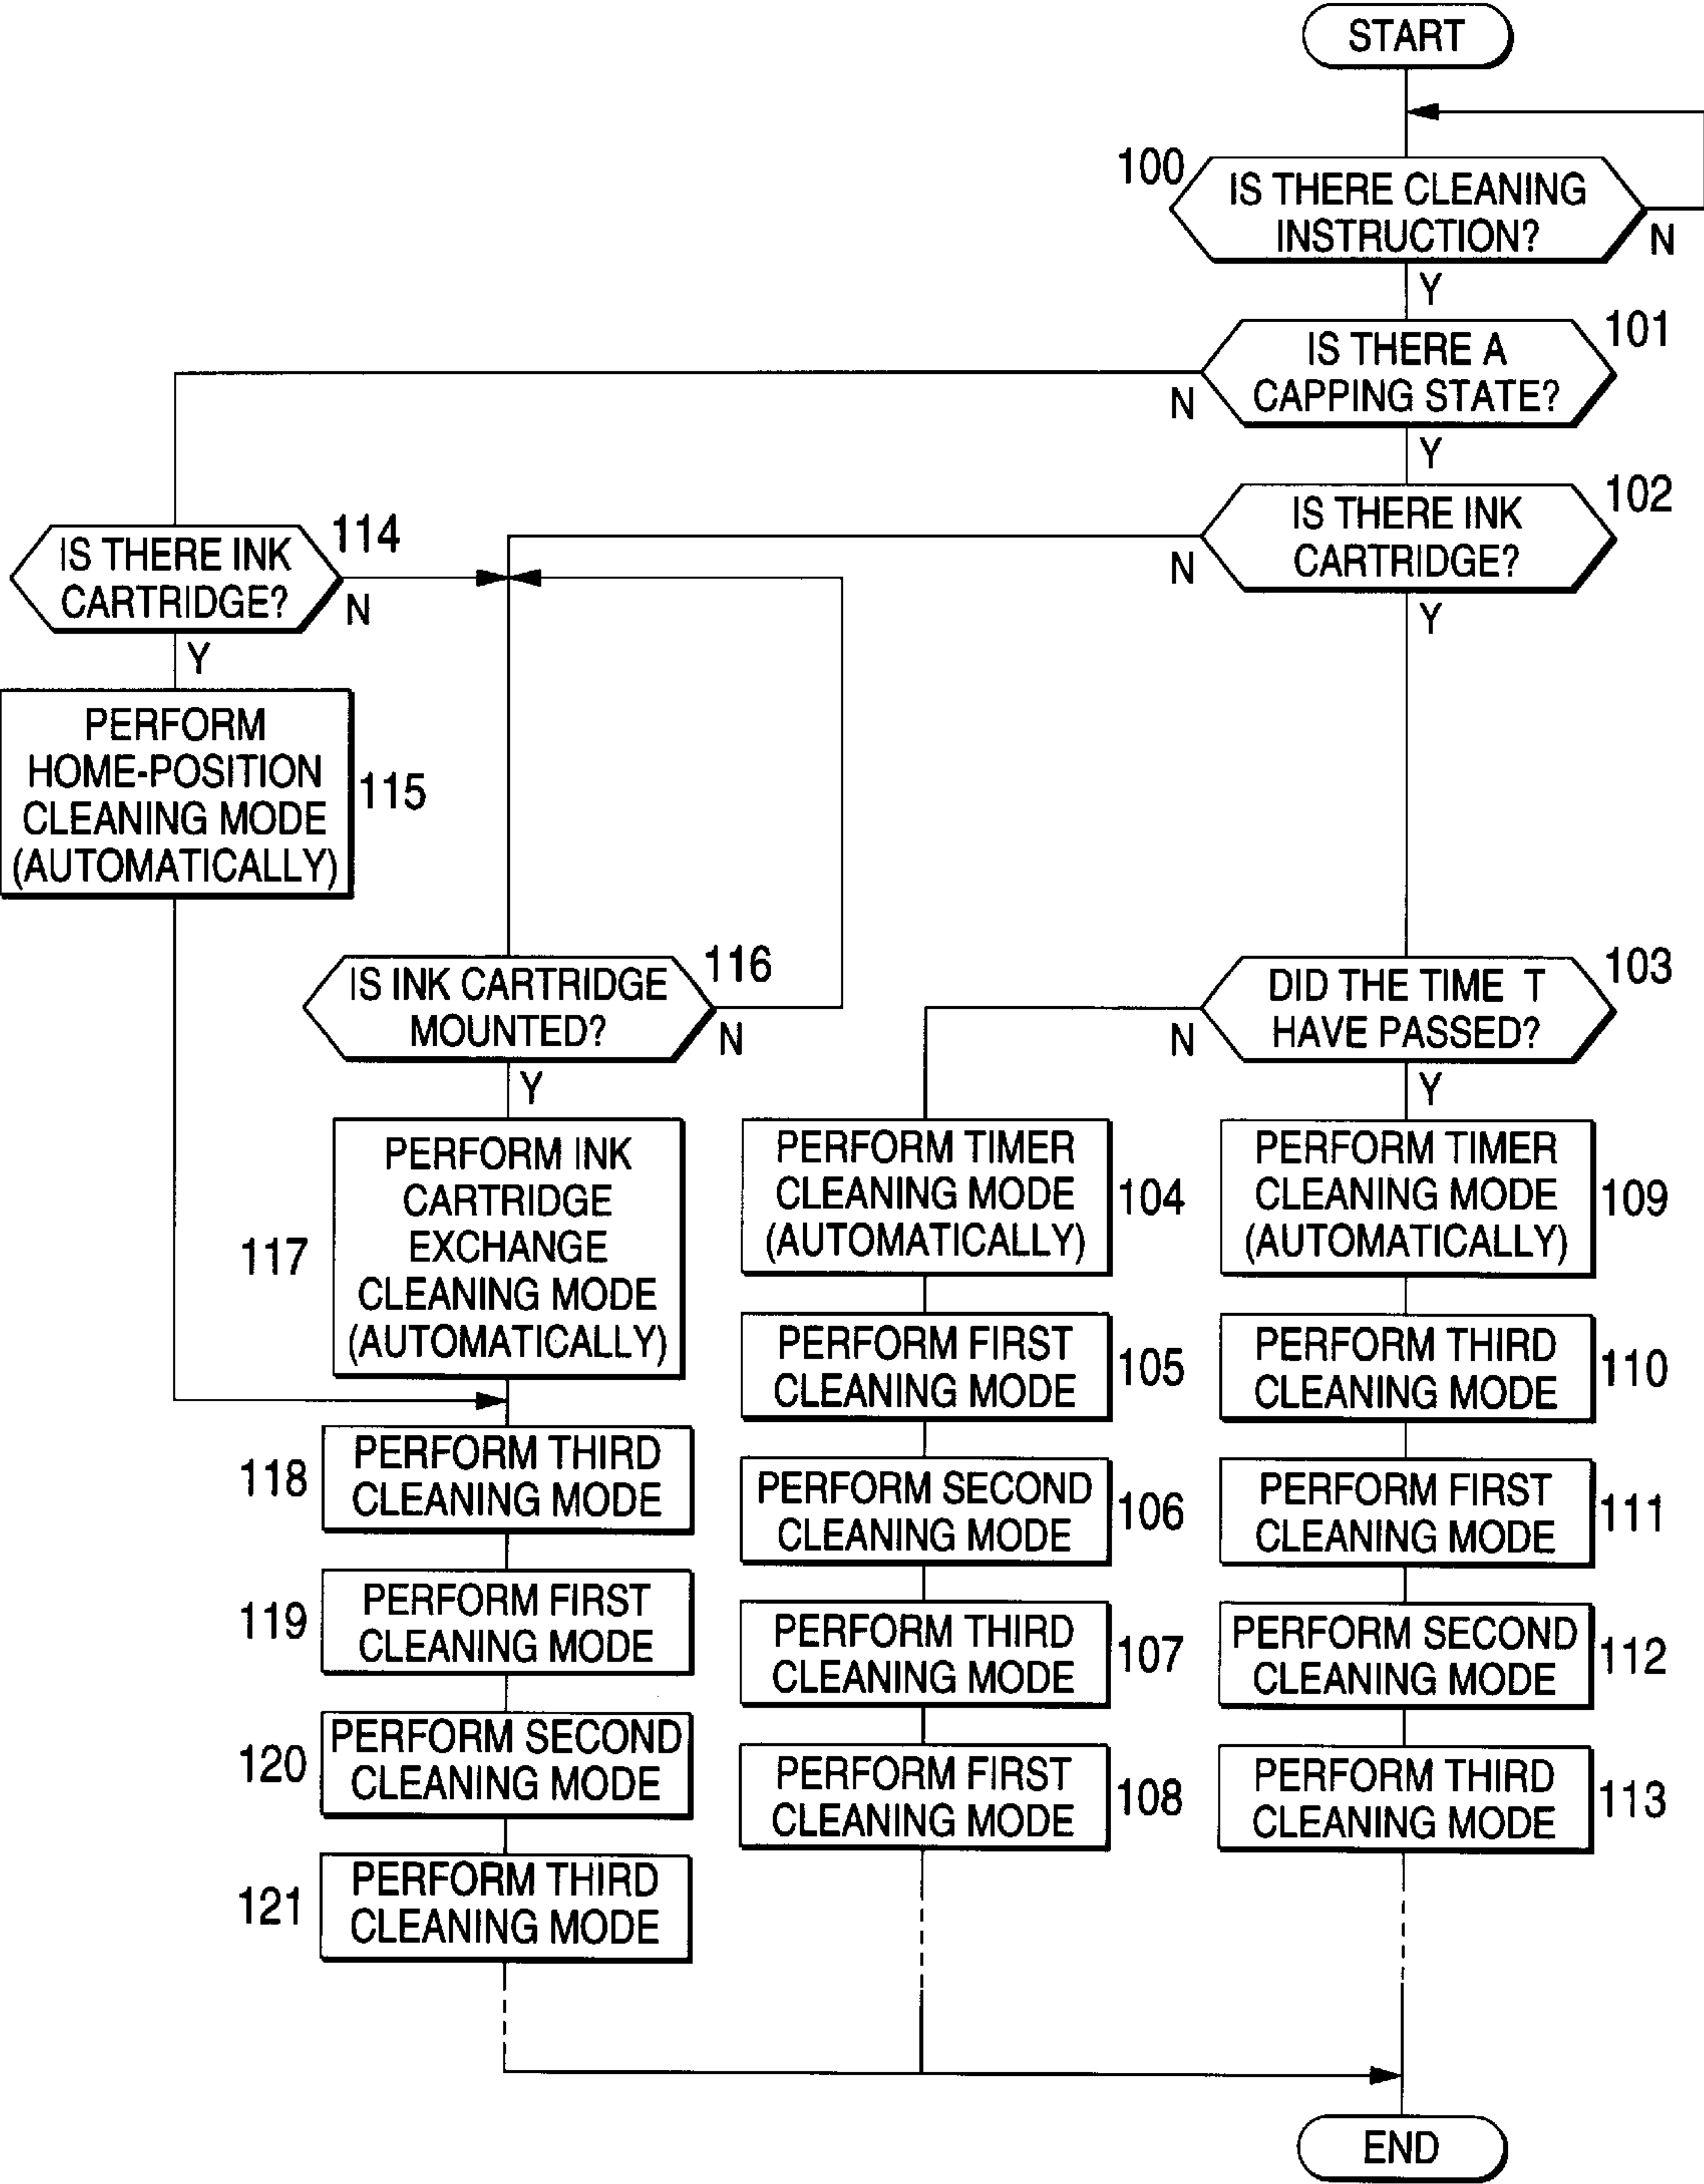 START
100
IS THERE CLEANING
INSTRUCTION?
N
Y
101
IS THERE A
CAPPING STATE?
N
Y
102
IS THERE INK
CARTRIDGE?
N
Y
114
IS THERE INK
CARTRIDGE?
N
Y
PERFORM
HOME-POSITION
CLEANING MODE
(AUTOMATICALLY)
115
116
IS INK CARTRIDGE
MOUNTED?
N
Y
103
DID THE TIME T
HAVE PASSED?
N
Y
117
PERFORM INK
CARTRIDGE
EXCHANGE
CLEANING MODE
(AUTOMATICALLY)
118
PERFORM THIRD
CLEANING MODE
119
PERFORM FIRST
CLEANING MODE
120
PERFORM SECOND
CLEANING MODE
121
PERFORM THIRD
CLEANING MODE
PERFORM TIMER
CLEANING MODE
(AUTOMATICALLY)
104
PERFORM FIRST
CLEANING MODE
105
PERFORM SECOND
CLEANING MODE
106
PERFORM THIRD
CLEANING MODE
107
PERFORM FIRST
CLEANING MODE
108
PERFORM TIMER
CLEANING MODE
(AUTOMATICALLY)
109
PERFORM THIRD
CLEANING MODE
110
PERFORM FIRST
CLEANING MODE
111
PERFORM SECOND
CLEANING MODE
112
PERFORM THIRD
CLEANING MODE
113
END